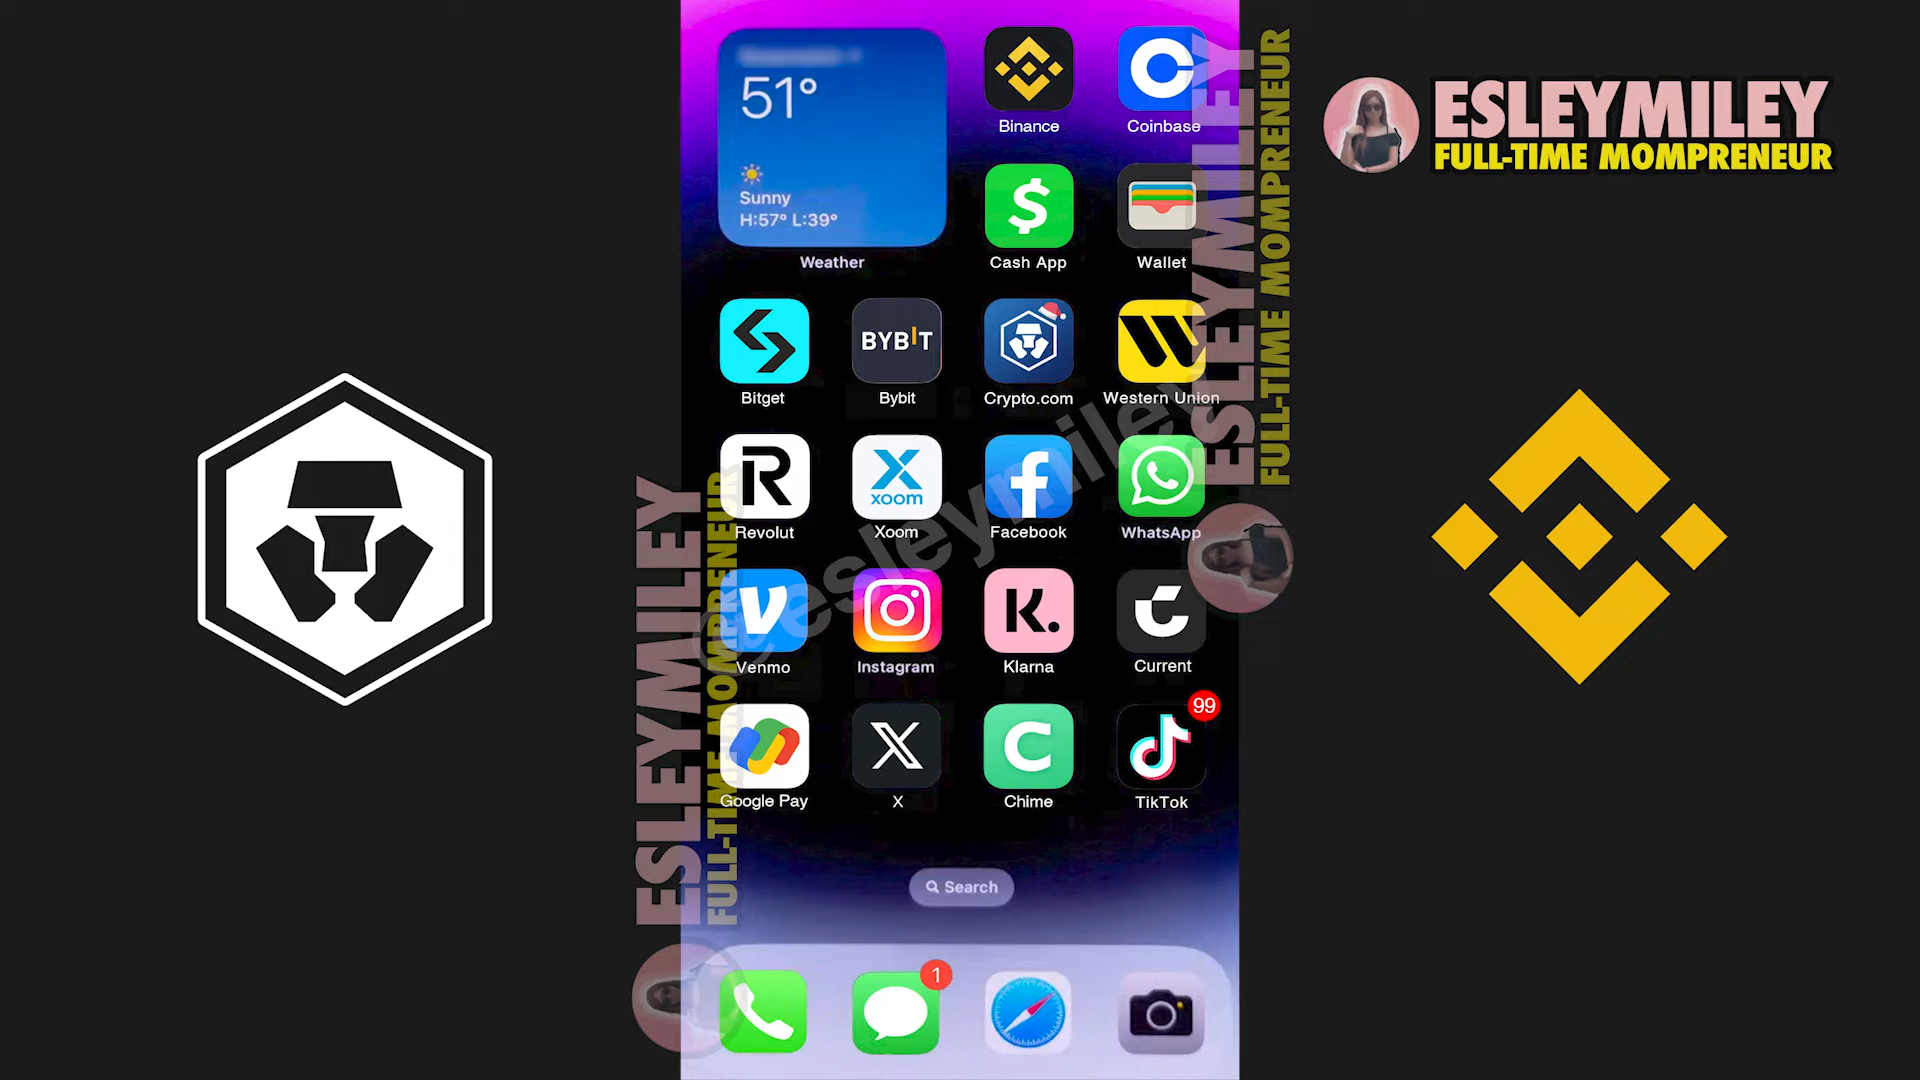 51°
Sunny
H:57° L:39°
Weather
Binance
Coinbase
Cash App
Wallet
BYBIT
Bitget
Bybit
Crypto.com
Western Union
xoom
Revolut
Xoom
Facebook
WhatsApp
K.
Venmo
Instagram
Klarna
Current
99
Google Pay
X
Chime
TikTok
Search
1
ESLEYMILEY
FULL-TIME MOMPRENEUR
ESLEYMILEY
FULL-TIME MOMPRENEUR
ESLEYMILEY
FULL-TIME MOMPRENEUR
@esleymiley